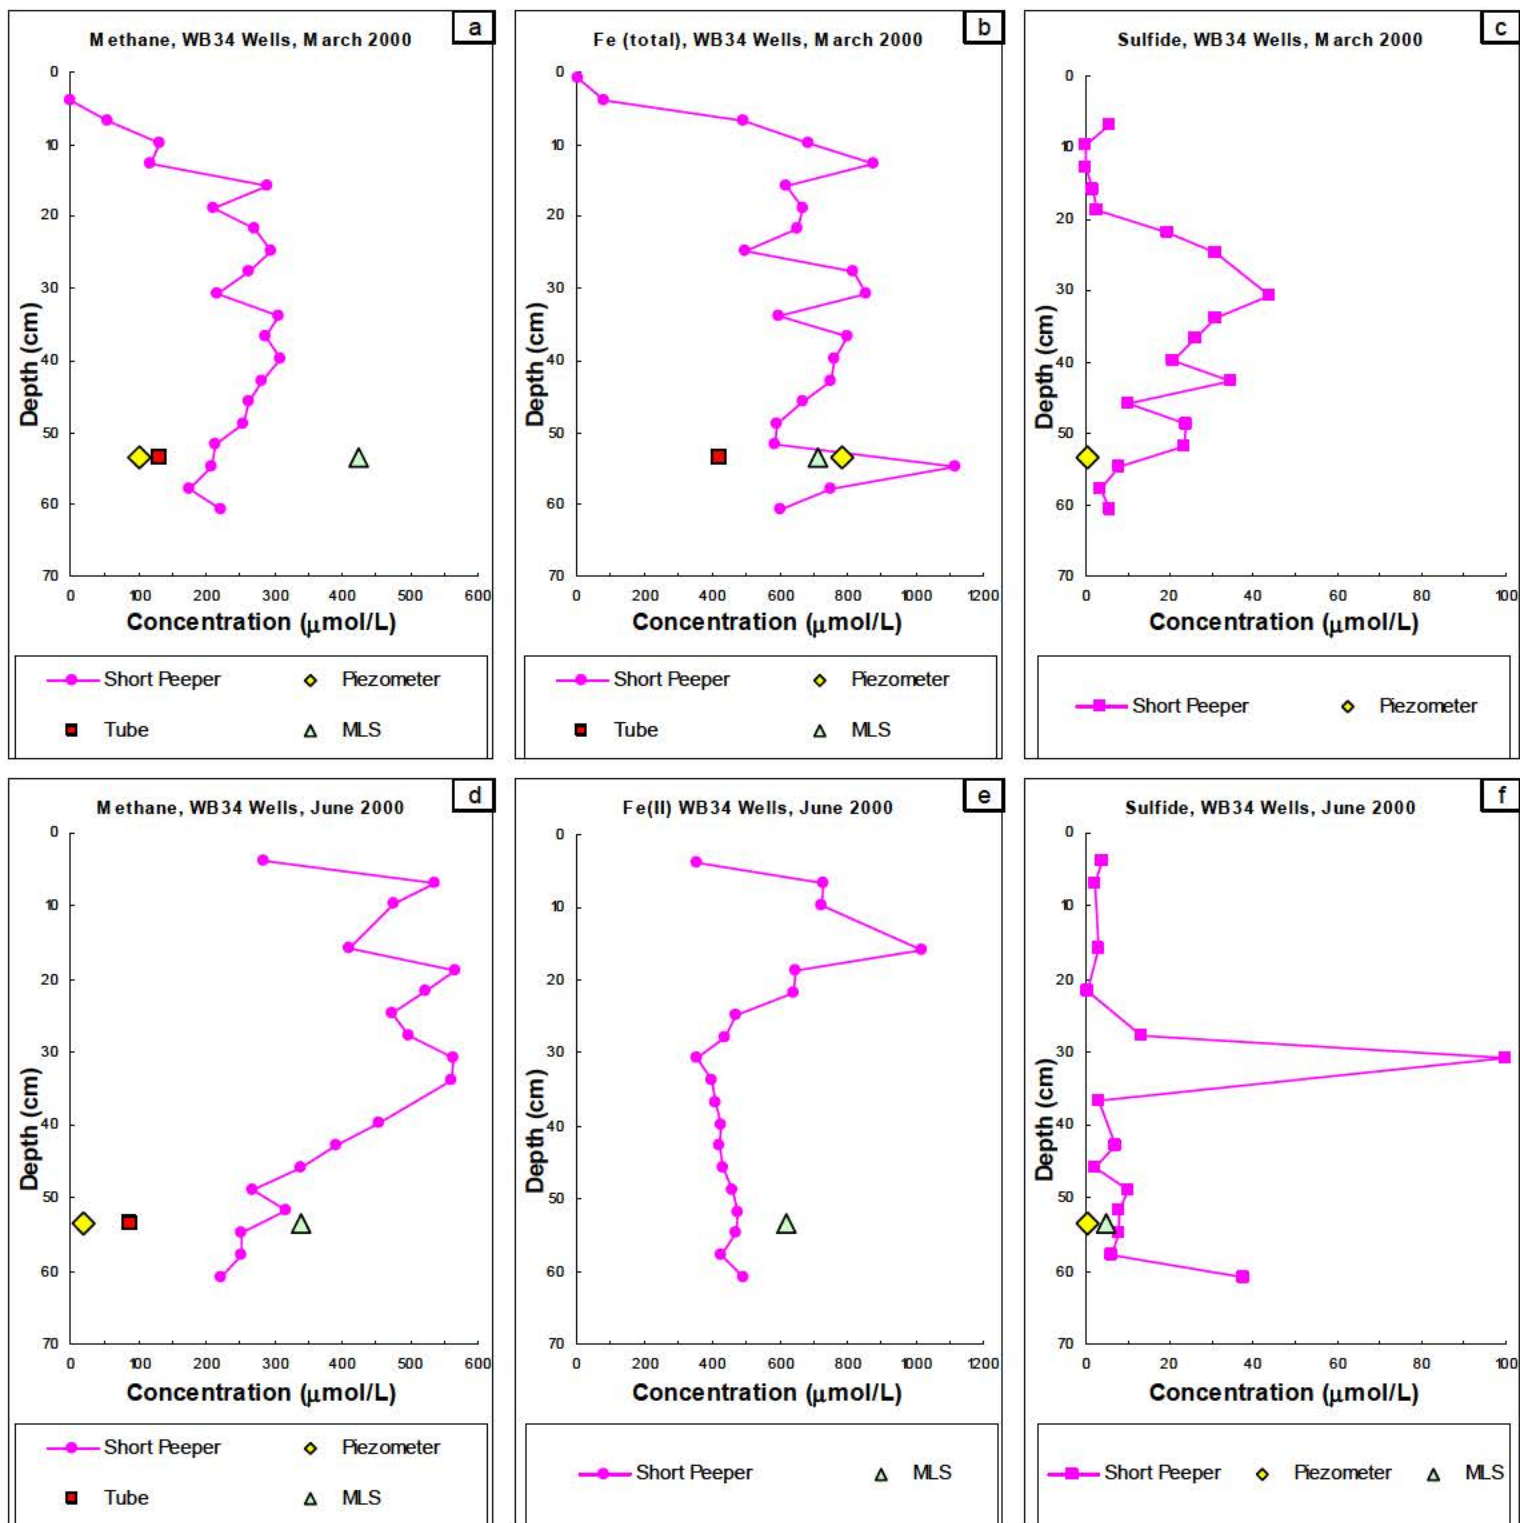 a
Methane, WB34 Wells, March 2000
0
10
20
30
40
50
60
70
Depth (cm)
0 100 200 300 400 500 600
Concentration (μmol/L)
Short Peeper Piezometer
Tube MLS
b
Fe (total), WB34 Wells, March 2000
0
10
20
30
40
50
60
70
Depth (cm)
0 400 600 800 1000 1200
Concentration (μmol/L)
Short Peeper Piezometer
Tube MLS
c
Sulfide, WB34 Wells, March 2000
0
10
20
30
40
50
60
70
Depth (cm)
0 20 40 60 80 100
Concentration (μmol/L)
Short Peeper Piezometer
d
Methane, WB34 Wells, June 2000
0
10
20
30
40
50
60
70
Depth (cm)
0 100 200 300 400 500 600
Concentration (μmol/L)
Short Peeper Piezometer
Tube MLS
e
Fe(II) WB34 Wells, June 2000
0
10
20
30
40
50
60
70
Depth (cm)
0 400 600 800 1000 1200
Concentration (μmol/L)
Short Peeper MLS
f
Sulfide, WB34 Wells, June 2000
0
10
20
30
40
50
60
70
Depth (cm)
0 20 40 60 80 100
Concentration (μmol/L)
Short Peeper Piezometer MLS